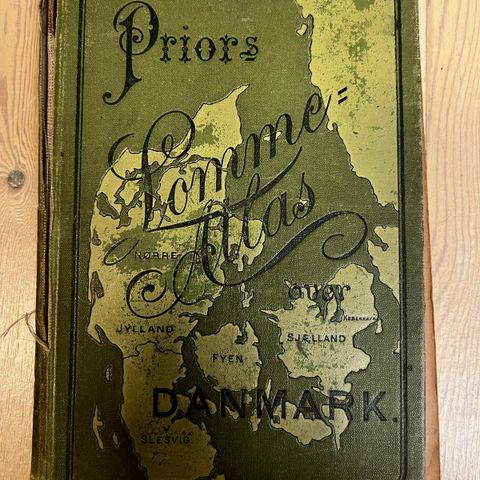 Priors
Lomme=
Atlas
over
DANMARK.
NØRRE
JYLLAND
FYEN
SJÆLLAND
KØBENHAVN
SLESVIG.